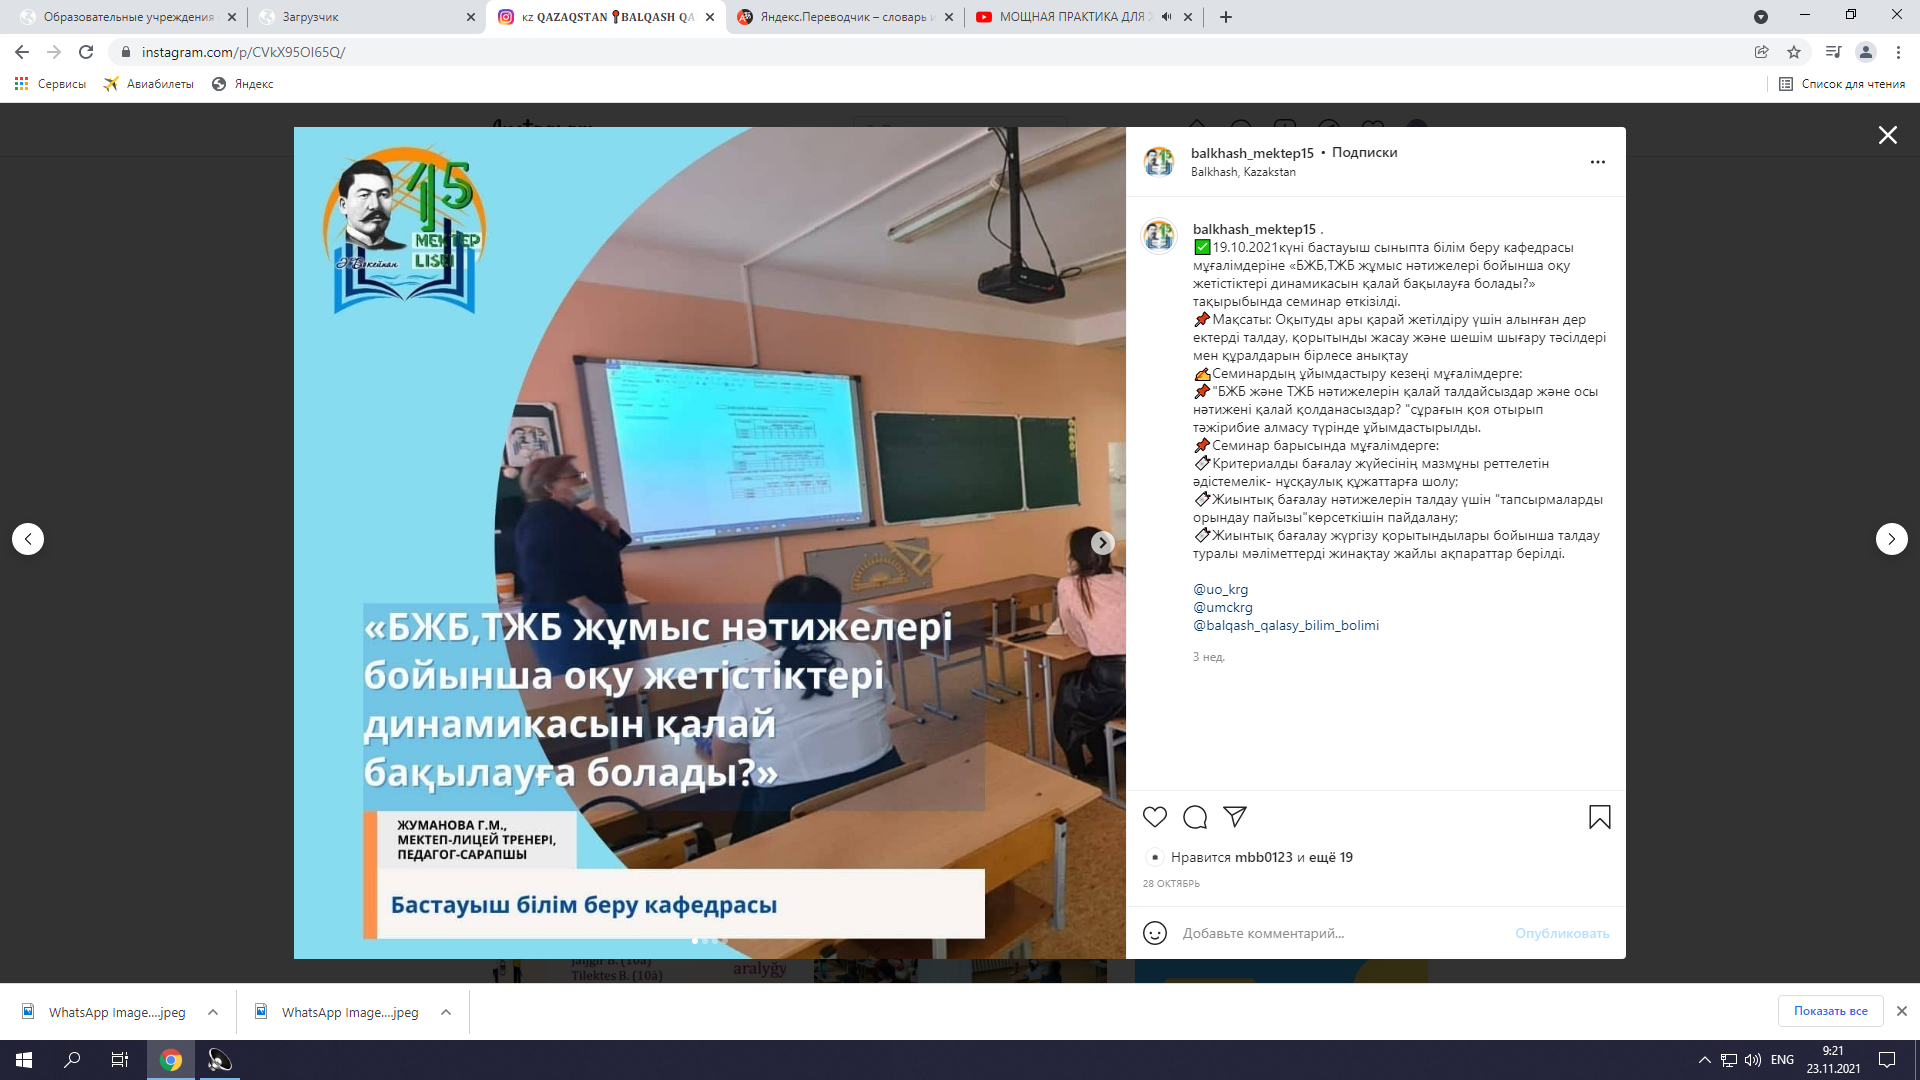 Образовательные учреждения
Загрузчик
ᴋᴢ QAZAQSTAN 📍BALQASH QA
Яндекс.Переводчик – словарь и
МОЩНАЯ ПРАКТИКА ДЛЯ
instagram.com/p/CVkX95OI65Q/
Сервисы
Авиабилеты
Яндекс
Список для чтения
15
МЕКТЕР
LISEI
Ә.Бөкейхан
«БЖБ,ТЖБ жұмыс нәтижелері
бойынша оқу жетістіктері
динамикасын қалай
бақылауға болады?»
ЖУМАНОВА Г.М.,
МЕКТЕП-ЛИЦЕЙ ТРЕНЕРІ,
ПЕДАГОГ-САРАПШЫ
Бастауыш білім беру кафедрасы
balkhash_mektep15 • Подписки
Balkhash, Kazakstan
balkhash_mektep15 .
✅19.10.2021күні бастауыш сыныпта білім беру кафедрасы
мұғалімдеріне «БЖБ,ТЖБ жұмыс нәтижелері бойынша оқу
жетістіктері динамикасын қалай бақылауға болады?»
тақырыбында семинар өткізілді.
📌Мақсаты: Оқытуды ары қарай жетілдіру үшін алынған дер
ектерді талдау, қорытынды жасау және шешім шығару тәсілдері
мен құралдарын бірлесе анықтау
✍Семинардың ұйымдастыру кезеңі мұғалімдерге:
📌"БЖБ және ТЖБ нәтижелерін қалай талдайсыздар және осы
нәтижені қалай қолданасыздар? "сұрағын қоя отырып
тәжірибие алмасу түрінде ұйымдастырылды.
📌Семинар барысында мұғалімдерге:
Критериалды бағалау жүйесінің мазмұны реттелетін
әдістемелік- нұсқаулық құжаттарға шолу;
Жиынтық бағалау нәтижелерін талдау үшін "тапсырмаларды
орындау пайызы"көрсеткішін пайдалану;
Жиынтық бағалау жүргізу қорытындылары бойынша талдау
туралы мәліметтерді жинақтау жайлы ақпараттар берілді.
@uo_krg
@umckrg
@balqash_qalasy_bilim_bolimi
3 нед.
Нравится mbb0123 и ещё 19
28 ОКТЯБРЬ
Добавьте комментарий...
Опубликовать
Tilektes B. (10ä)
aralyğy
WhatsApp Image....jpeg
WhatsApp Image....jpeg
Показать все
ENG
9:21
23.11.2021